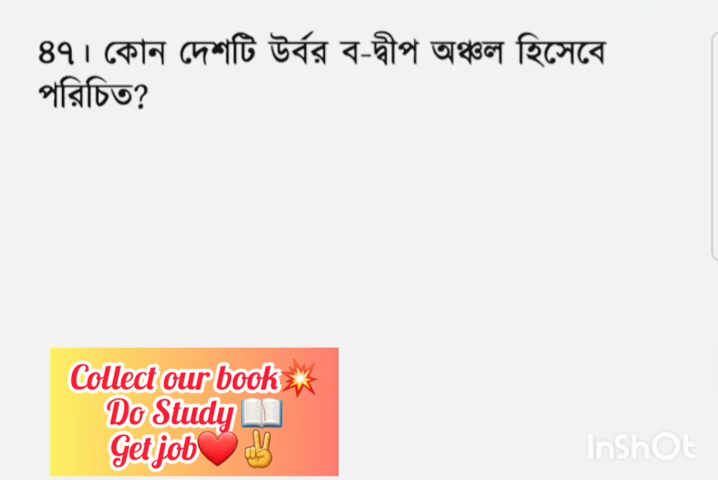 ৪৭। কোন দেশটি উর্বর ব-দ্বীপ অঞ্চল হিসেবে
পরিচিত?
Collect our book
Do Study
Get job
InShOt